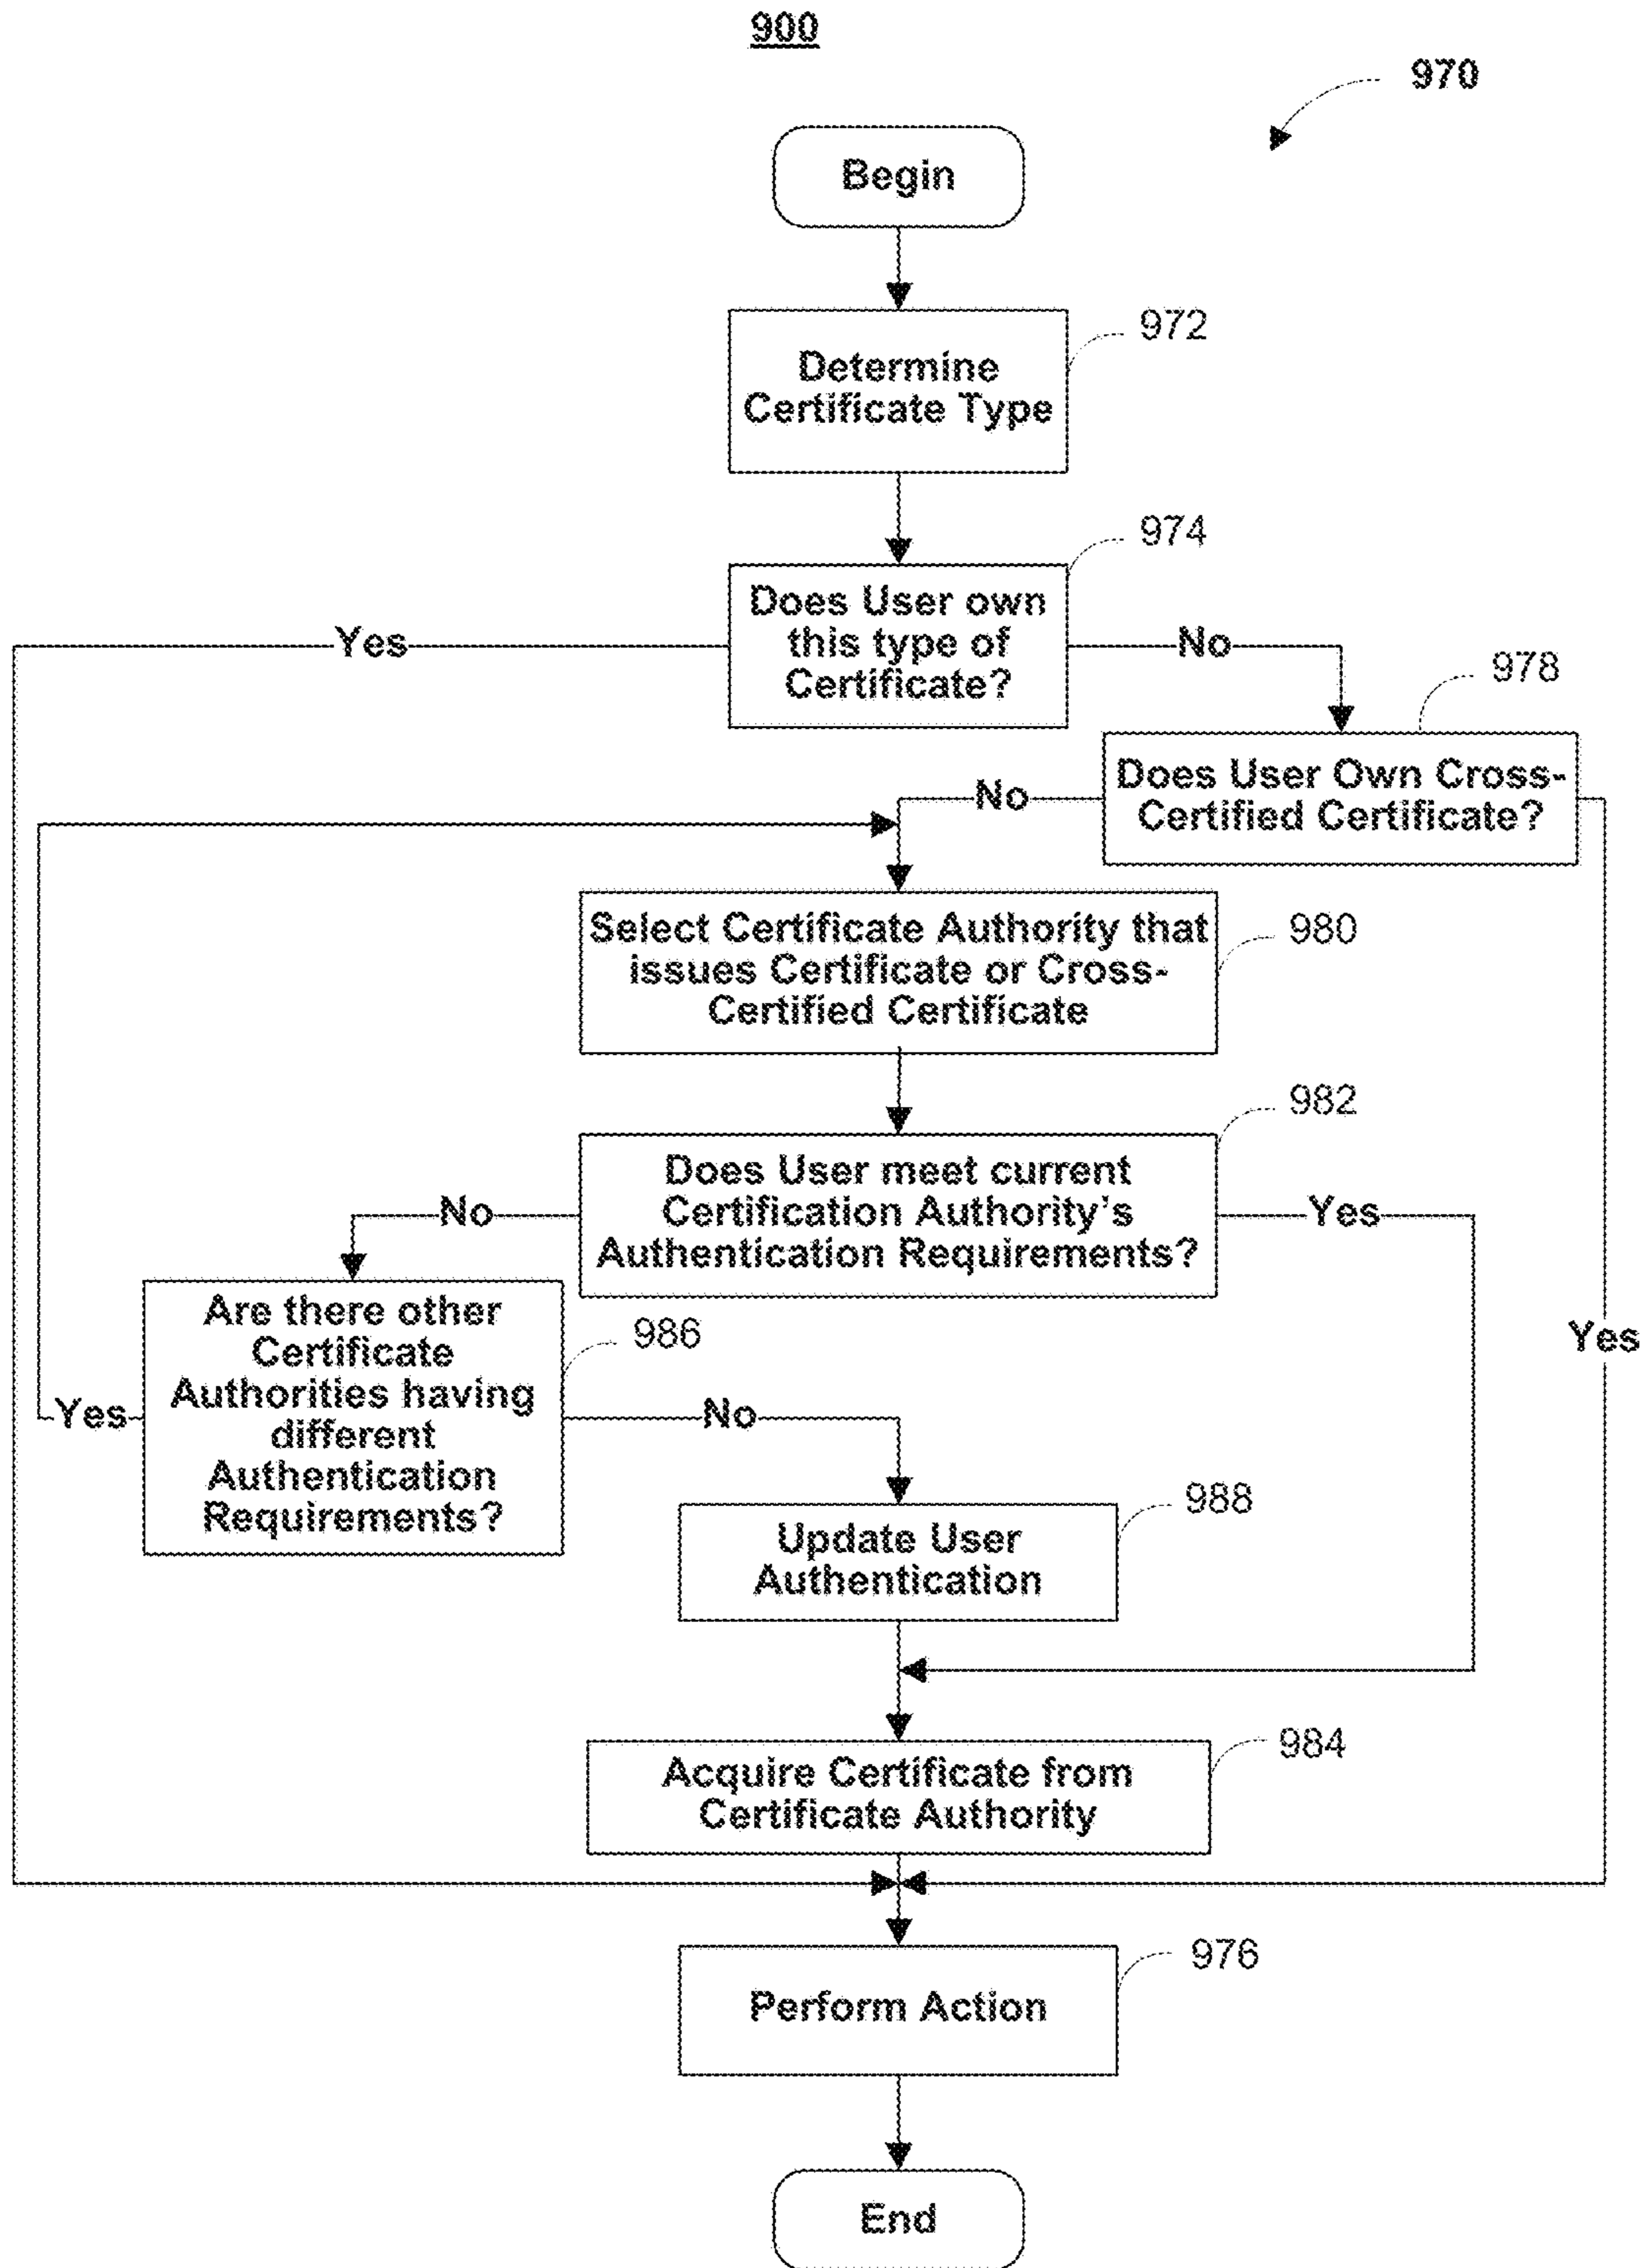 900
970
Begin
972
Determine
Certificate Type
974
Does User own
this type of
Certificate?
Yes
No
978
Does User Own Cross-
Certified Certificate?
No
Select Certificate Authority that
issues Certificate or Cross-
Certified Certificate
980
982
Does User meet current
Certification Authority's
Authentication Requirements?
No
Yes
Are there other
Certificate
Authorities having
different
Authentication
Requirements?
986
Yes
Yes
No
988
Update User
Authentication
984
Acquire Certificate from
Certificate Authority
976
Perform Action
End